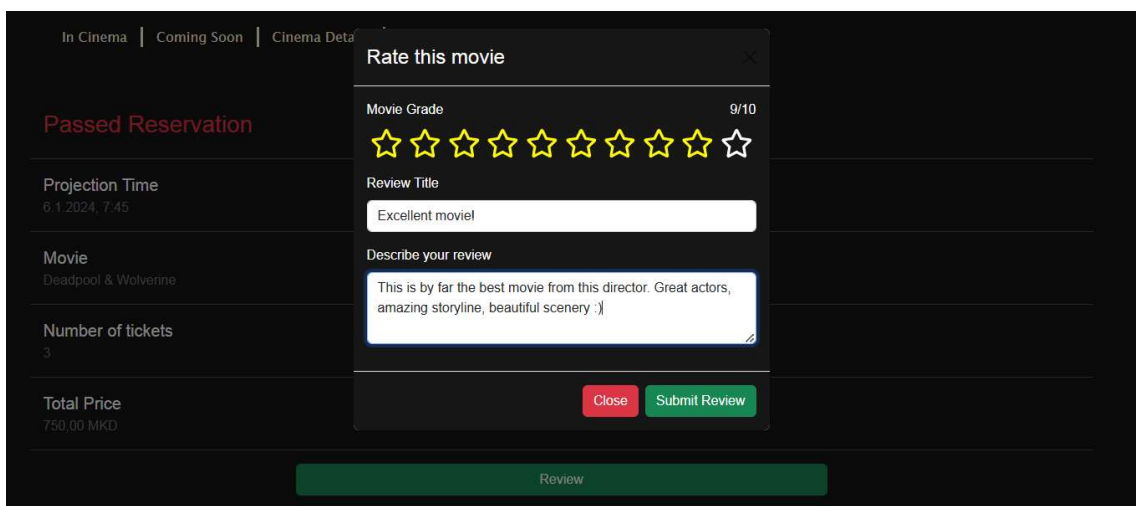 In Cinema
Coming Soon
Cinema Deta
Rate this movie
Passed Reservation
Movie Grade
9/10
Review Title
Excellent movie!
Describe your review
This is by far the best movie from this director. Great actors,
amazing storyline, beautiful scenery :)
Projection Time
6.1.2024, 7:45
Movie
Deadpool & Wolverine
Number of tickets
3
Total Price
750,00 MKD
Close
Submit Review
Review